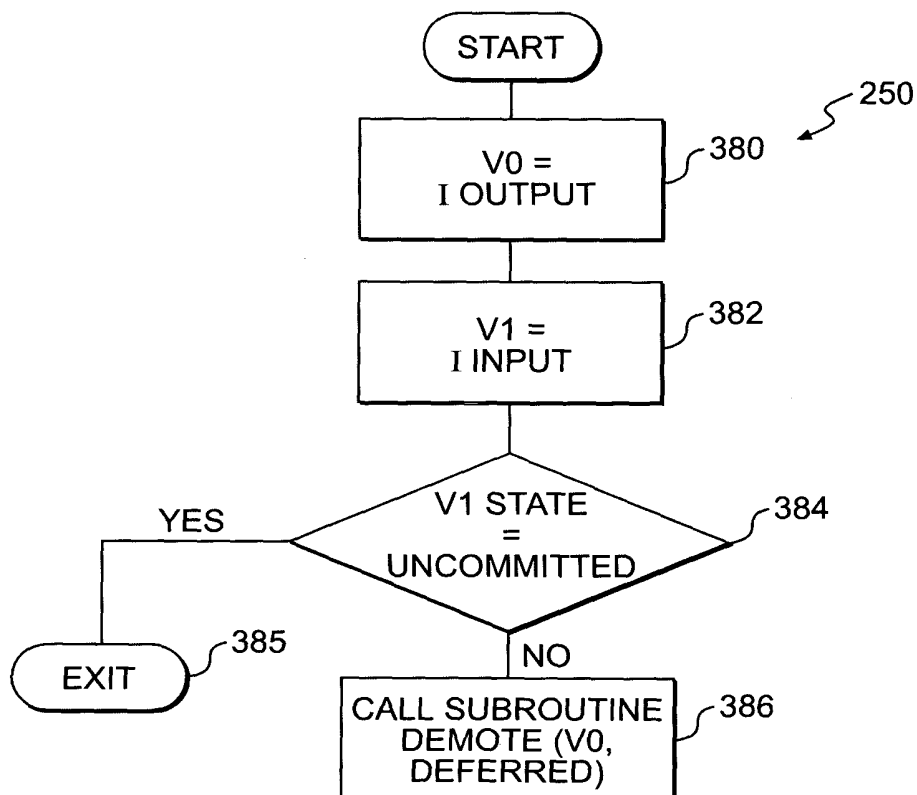 START
250
V0 =
I OUTPUT
380
V1 =
I INPUT
382
V1 STATE
=
UNCOMMITTED
384
YES
EXIT
385
NO
CALL SUBROUTINE
DEMOTE (V0,
DEFERRED)
386